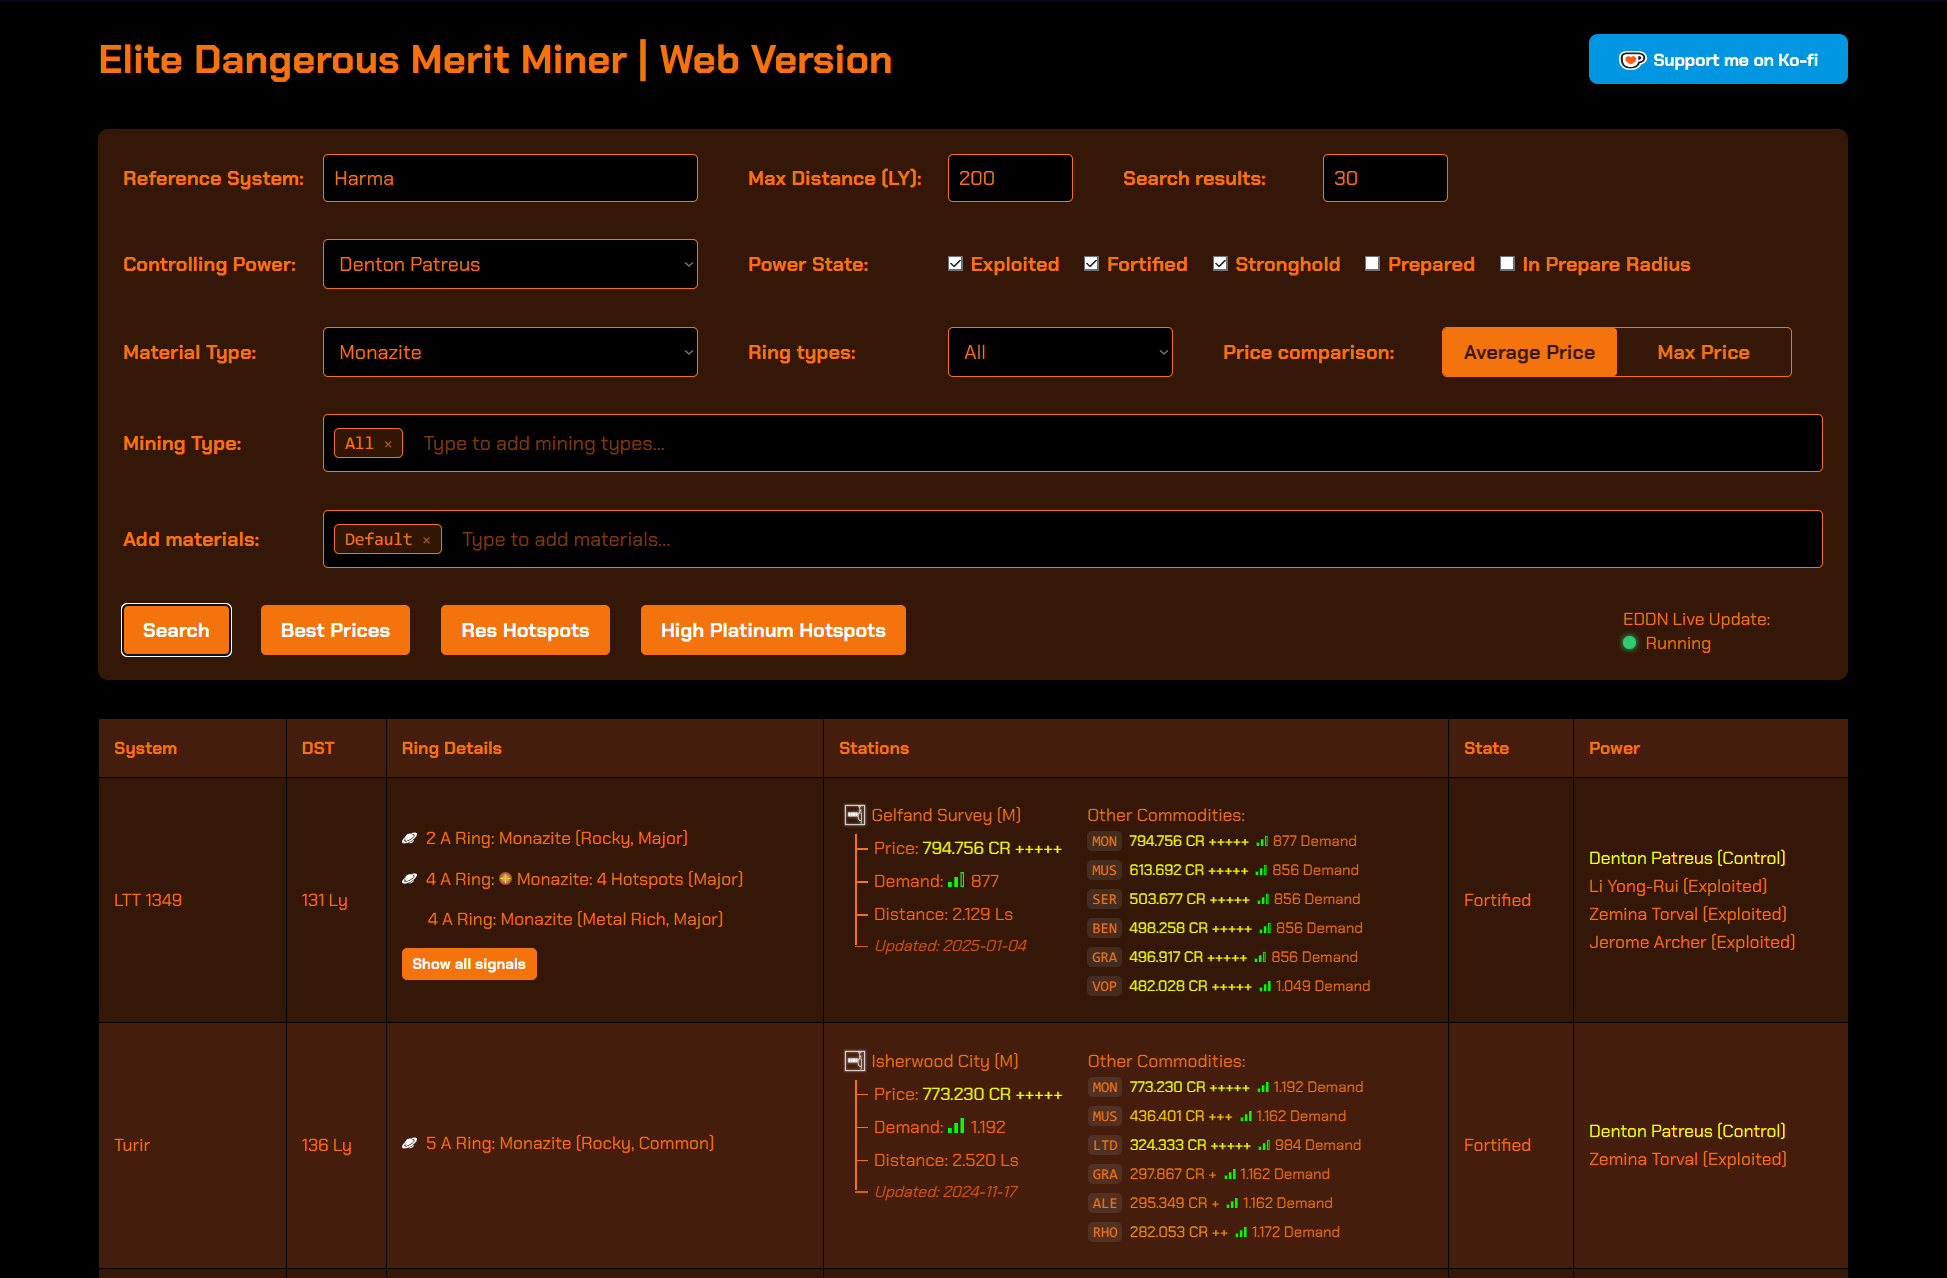 Elite Dangerous Merit Miner | Web Version
Support me on Ko-fi
Reference System: Harma Max Distance (LY): 200 Search results: 30
Controlling Power: Denton Patreus Power State: Exploited Fortified Stronghold Prepared In Prepare Radius
Material Type: Monazite Ring types: All Price comparison: Average Price Max Price
Mining Type: All × Type to add mining types...
Add materials: Default × Type to add materials...
Search Best Prices Res Hotspots High Platinum Hotspots
EDDN Live Update:
Running
System DST Ring Details Stations State Power
LTT 1349
131 Ly
2 A Ring: Monazite (Rocky, Major)
4 A Ring: Monazite: 4 Hotspots (Major)
4 A Ring: Monazite (Metal Rich, Major)
Show all signals
Gelfand Survey (M)
Price: 794.756 CR +++++
Demand: 877
Distance: 2.129 Ls
Updated: 2025-01-04
Other Commodities:
MON 794.756 CR +++++ 877 Demand
MUS 613.692 CR +++++ 856 Demand
SER 503.677 CR +++++ 856 Demand
BEN 498.258 CR +++++ 856 Demand
GRA 496.917 CR +++++ 856 Demand
VOP 482.028 CR +++++ 1.049 Demand
Fortified
Denton Patreus (Control)
Li Yong-Rui (Exploited)
Zemina Torval (Exploited)
Jerome Archer (Exploited)
Turir
136 Ly
5 A Ring: Monazite (Rocky, Common)
Isherwood City (M)
Price: 773.230 CR +++++
Demand: 1.192
Distance: 2.520 Ls
Updated: 2024-11-17
Other Commodities:
MON 773.230 CR +++++ 1.192 Demand
MUS 436.401 CR +++ 1.162 Demand
LTD 324.333 CR +++++ 984 Demand
GRA 297.867 CR + 1.162 Demand
ALE 295.349 CR + 1.162 Demand
RHO 282.053 CR ++ 1.172 Demand
Fortified
Denton Patreus (Control)
Zemina Torval (Exploited)